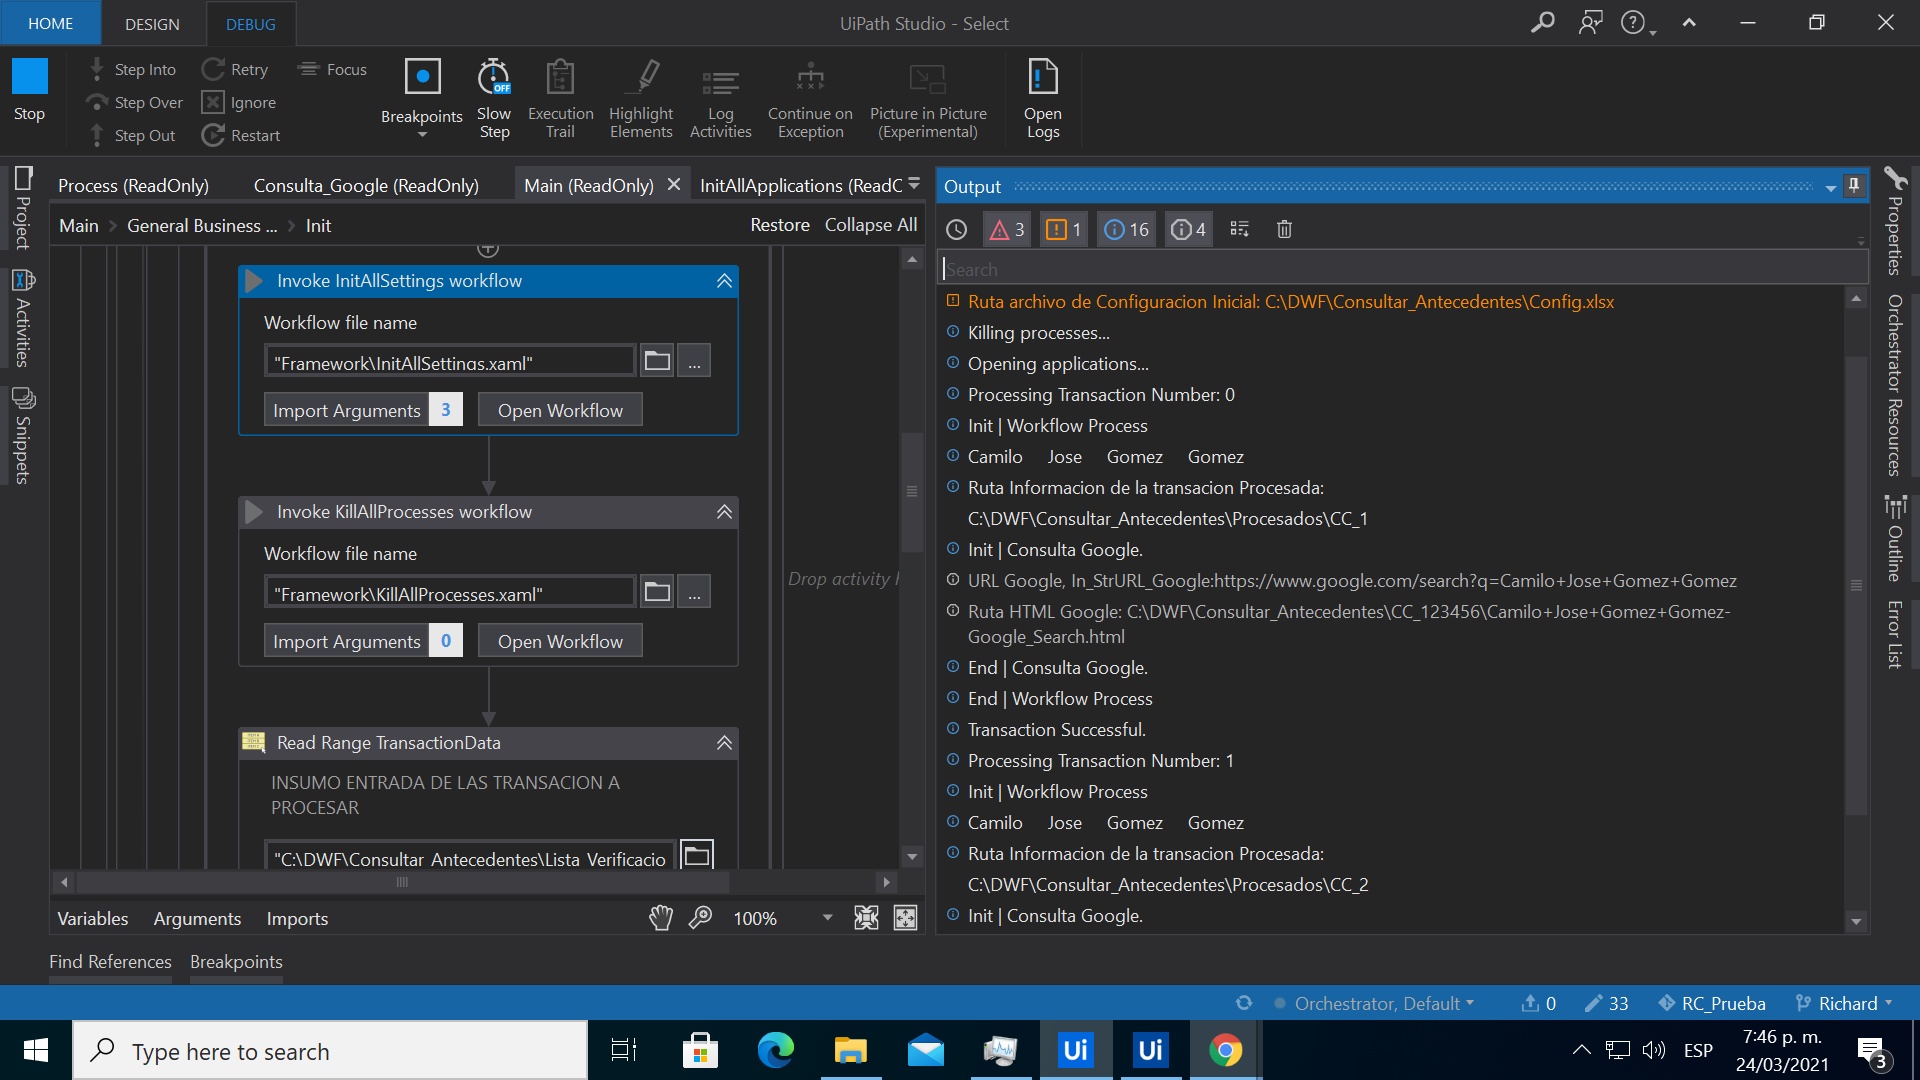 HOME
DESIGN
DEBUG
UiPath Studio - Select
Stop
Step Into
Step Over
Step Out
Retry
Ignore
Restart
Focus
Breakpoints
Slow
Step
OFF
Execution
Trail
Highlight
Elements
Log
Activities
Continue on
Exception
Picture in Picture
(Experimental)
Open
Logs
Project
Activities
Snippets
Process (ReadOnly)
Consulta_Google (ReadOnly)
Main (ReadOnly)
InitAllApplications (ReadC
Main
General Business ...
Init
Restore
Collapse All
Invoke InitAllSettings workflow
Workflow file name
"Framework\InitAllSettings.xaml"
...
Import Arguments 3
Open Workflow
Invoke KillAllProcesses workflow
Workflow file name
"Framework\KillAllProcesses.xaml"
...
Import Arguments 0
Open Workflow
Read Range TransactionData
INSUMO ENTRADA DE LAS TRANSACION A
PROCESAR
"C:\DWF\Consultar_Antecedentes\Lista_Verificacio
Drop activity
Variables
Arguments
Imports
100%
Find References
Breakpoints
Output
3
1
16
4
Search
Ruta archivo de Configuracion Inicial: C:\DWF\Consultar_Antecedentes\Config.xlsx
Killing processes...
Opening applications...
Processing Transaction Number: 0
Init | Workflow Process
Camilo Jose Gomez Gomez
Ruta Informacion de la transacion Procesada:
C:\DWF\Consultar_Antecedentes\Procesados\CC_1
Init | Consulta Google.
URL Google, In_StrURL_Google:https://www.google.com/search?q=Camilo+Jose+Gomez+Gomez
Ruta HTML Google: C:\DWF\Consultar_Antecedentes\CC_123456\Camilo+Jose+Gomez+Gomez-
Google_Search.html
End | Consulta Google.
End | Workflow Process
Transaction Successful.
Processing Transaction Number: 1
Init | Workflow Process
Camilo Jose Gomez Gomez
Ruta Informacion de la transacion Procesada:
C:\DWF\Consultar_Antecedentes\Procesados\CC_2
Init | Consulta Google.
Properties
Orchestrator Resources
Outline
Error List
Orchestrator, Default
0
33
RC_Prueba
Richard
Type here to search
Ui
Ui
ESP
7:46 p. m.
24/03/2021
3